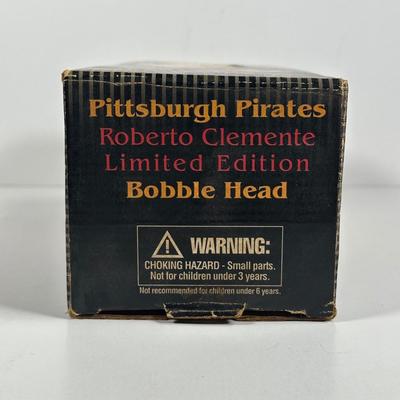 Pittsburgh Pirates
Roberto Clemente
Limited Edition
Bobble Head
WARNING:
CHOKING HAZARD - Small parts.
Not for children under 3 years.
Not recommended for children under 6 years.